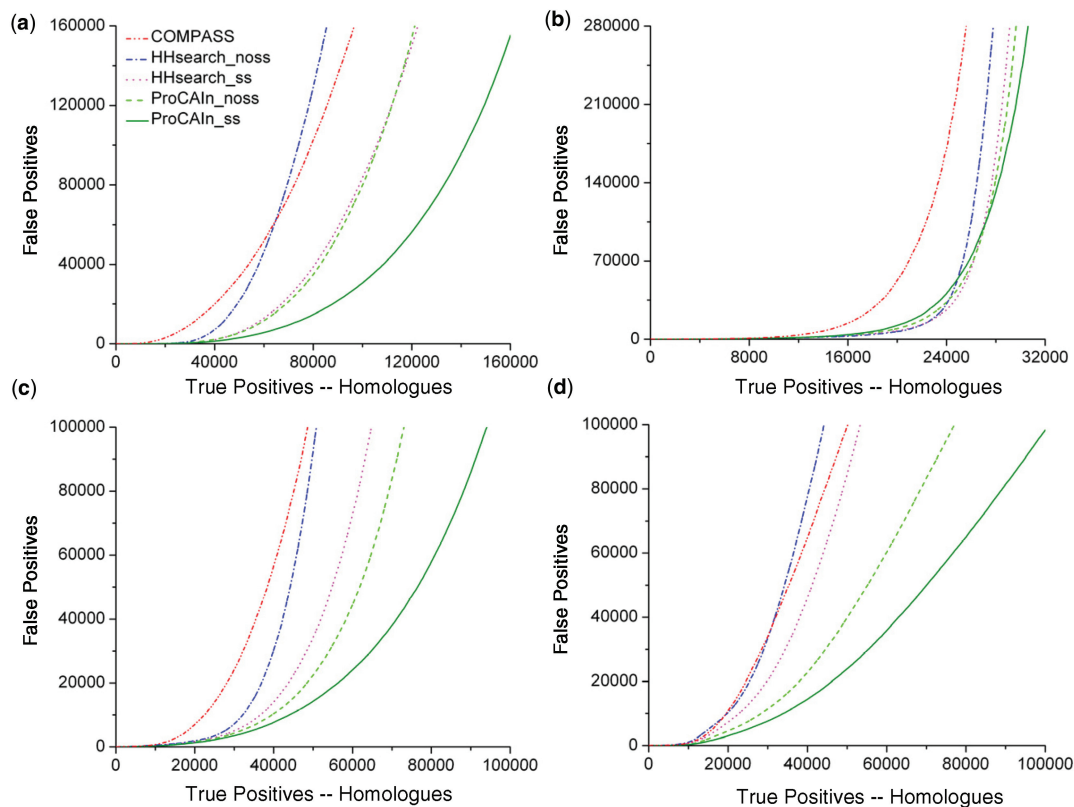 (a)
COMPASS
HHsearch_noss
HHsearch_ss
ProCAIn_noss
ProCAIn_ss
160000
120000
80000
40000
0
False Positives
0 40000 80000 120000 160000
True Positives -- Homologues
(b)
280000
210000
140000
70000
0
False Positives
0 8000 16000 24000 32000
True Positives -- Homologues
(c)
100000
80000
60000
40000
20000
0
False Positives
0 20000 40000 60000 80000 100000
True Positives -- Homologues
(d)
100000
80000
60000
40000
20000
0
False Positives
0 20000 40000 60000 80000 100000
True Positives -- Homologues